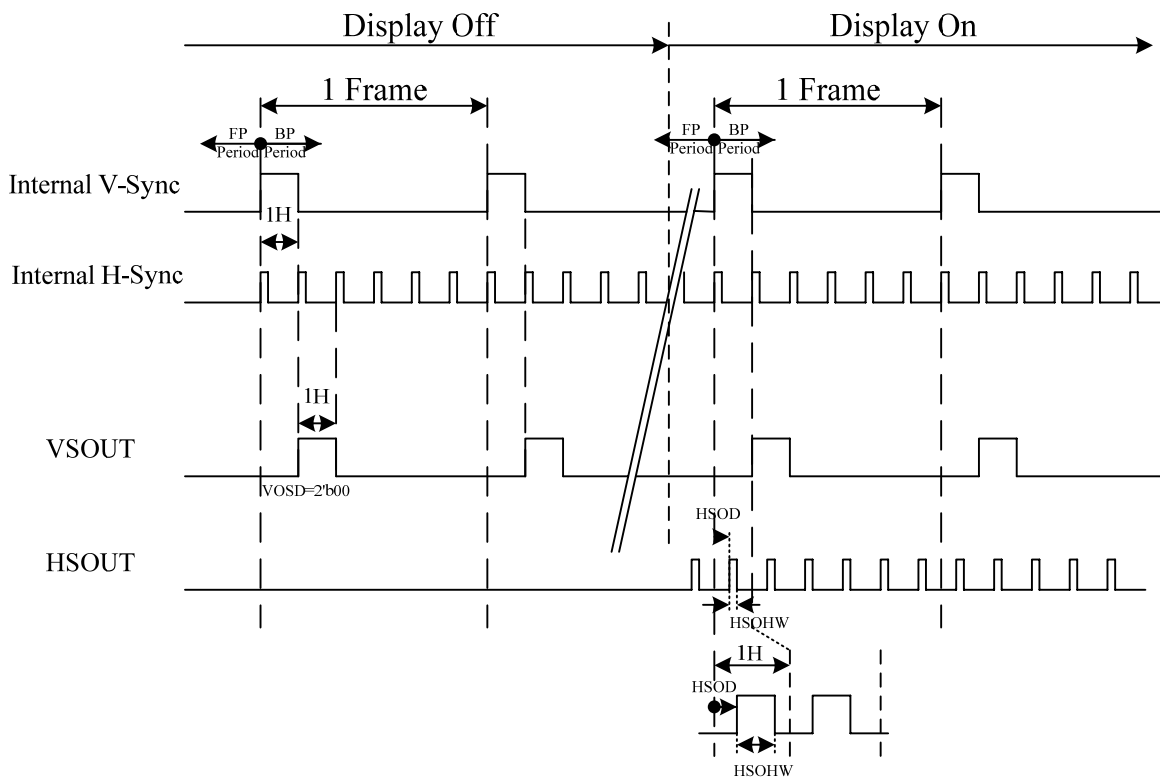 Display Off
Display On
1 Frame
1 Frame
FP
Period
BP
Period
FP
Period
BP
Period
Internal V-Sync
1H
Internal H-Sync
1H
VSOUT
VOSD=2'b00
HSOD
HSOUT
HSOHW
1H
HSOD
HSOHW